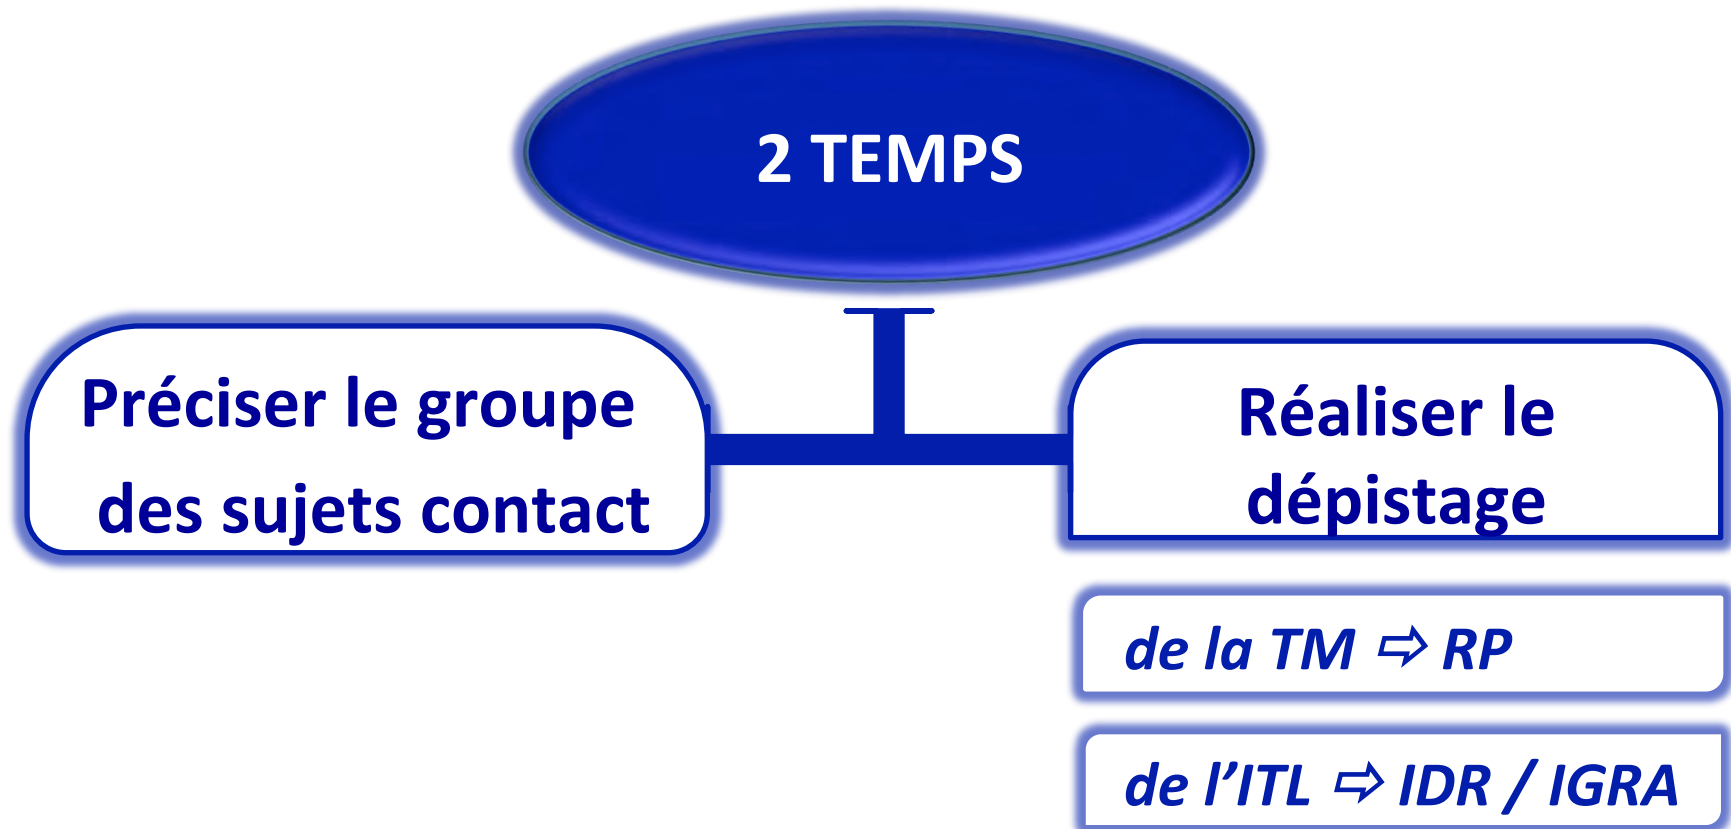 2 TEMPS
Préciser le groupe
des sujets contact
Réaliser le
dépistage
de la TM ⇨ RP
de l’ITL ⇨ IDR / IGRA